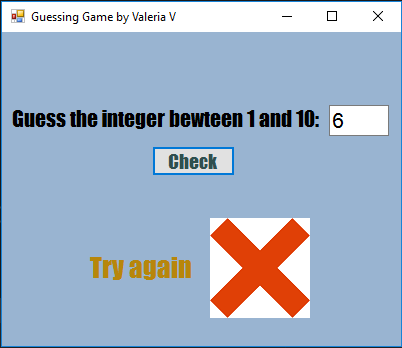 Guessing Game by Valeria V
Guess the integer bewteen 1 and 10: 6
Check
Try again